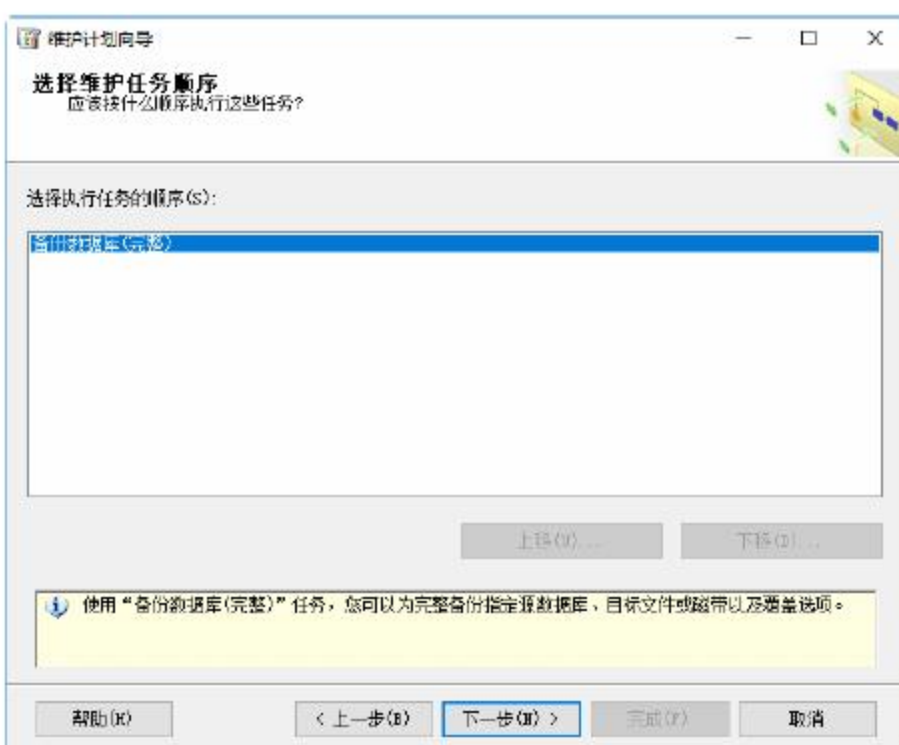 维护计划向导
选择维护任务顺序
应该按什么顺序执行这些任务?
选择执行任务的顺序(S):
备份数据库(完整)
上移(U)...
下移(D)...
使用“备份数据库(完整)”任务，您可以为完整备份指定源数据库、目标文件或磁带以及覆盖选项。
帮助(H)
< 上一步(B)
下一步(N) >
完成(F)
取消